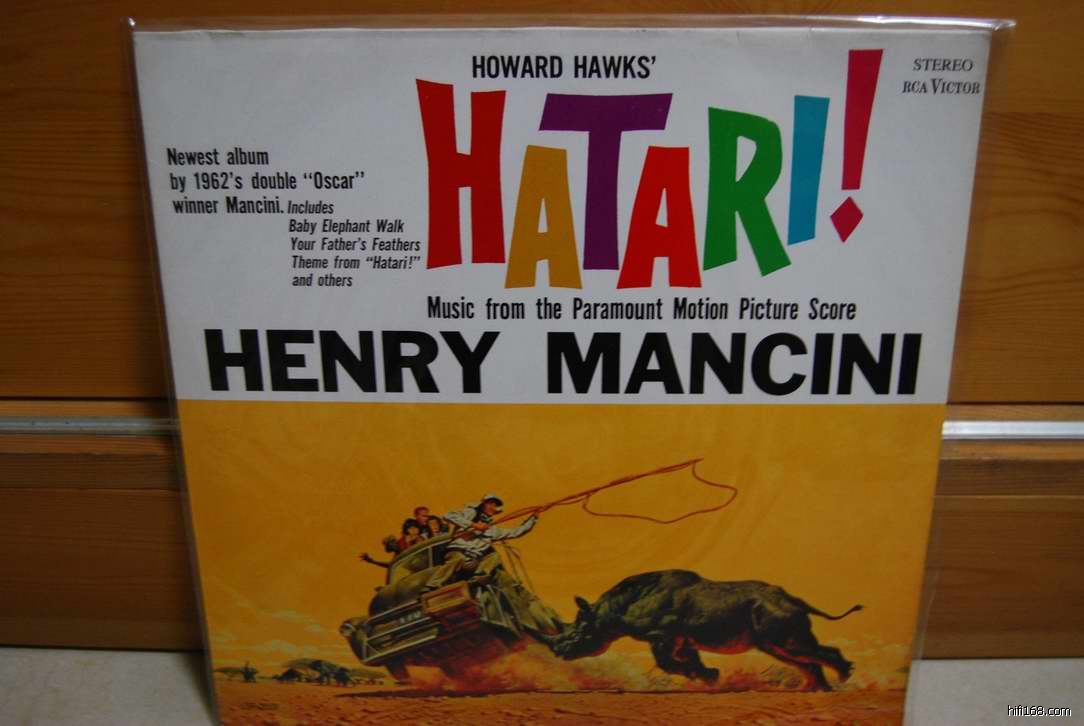 HOWARD HAWKS'
HATARI!
STEREO
RCA VICTOR
Newest album
by 1962's double "Oscar"
winner Mancini. Includes
Baby Elephant Walk
Your Father's Feathers
Theme from "Hatari!"
and others
Music from the Paramount Motion Picture Score
HENRY MANCINI
hifi168.com